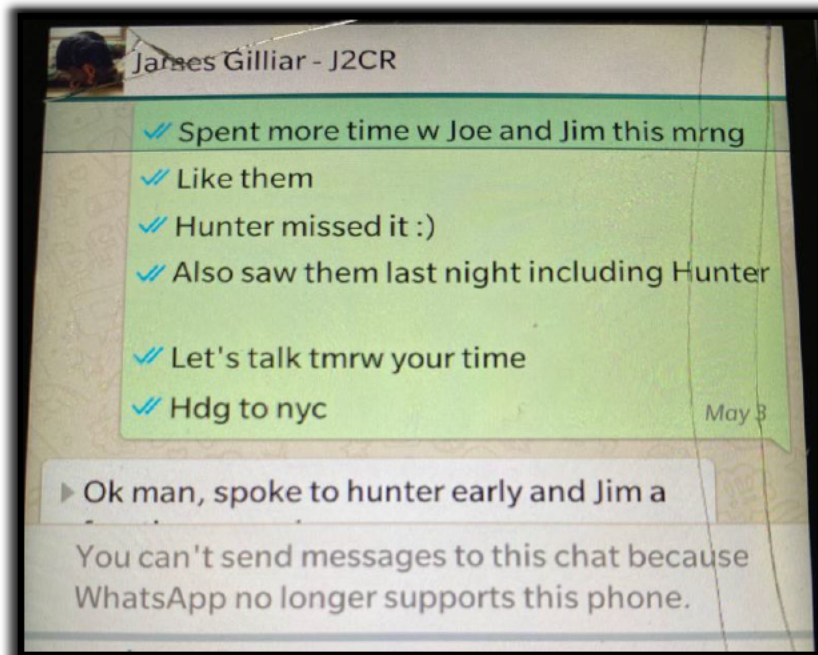 James Gilliar - J2CR
Spent more time w Joe and Jim this mrng
Like them
Hunter missed it :)
Also saw them last night including Hunter
Let's talk tmrw your time
Hdg to nyc
May 3
Ok man, spoke to hunter early and Jim a
You can't send messages to this chat because
WhatsApp no longer supports this phone.